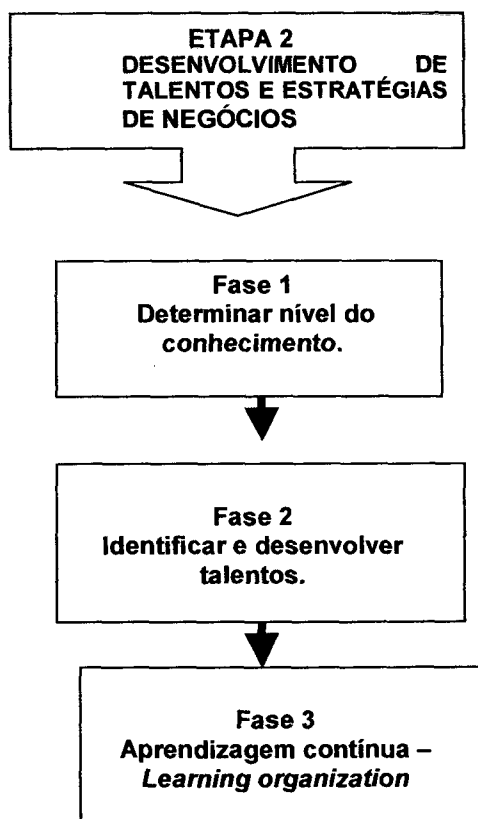 ETAPA 2
DESENVOLVIMENTO DE
TALENTOS E ESTRATÉGIAS
DE NEGÓCIOS
Fase 1
Determinar nível do
conhecimento.
Fase 2
Identificar e desenvolver
talentos.
Fase 3
Aprendizagem contínua –
Learning organization